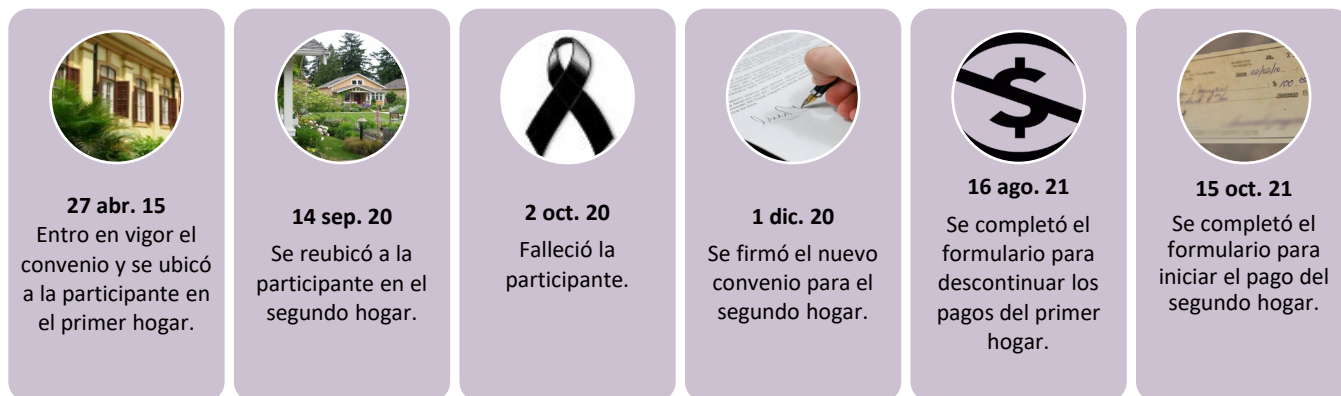 27 abr. 15
Entro en vigor el
convenio y se ubicó
a la participante en
el primer hogar.
14 sep. 20
Se reubicó a la
participante en el
segundo hogar.
2 oct. 20
Falleció la
participante.
1 dic. 20
Se firmó el nuevo
convenio para el
segundo hogar.
16 ago. 21
Se completó el
formulario para
descontinuar los
pagos del primer
hogar.
15 oct. 21
Se completó el
formulario para
iniciar el pago del
segundo hogar.